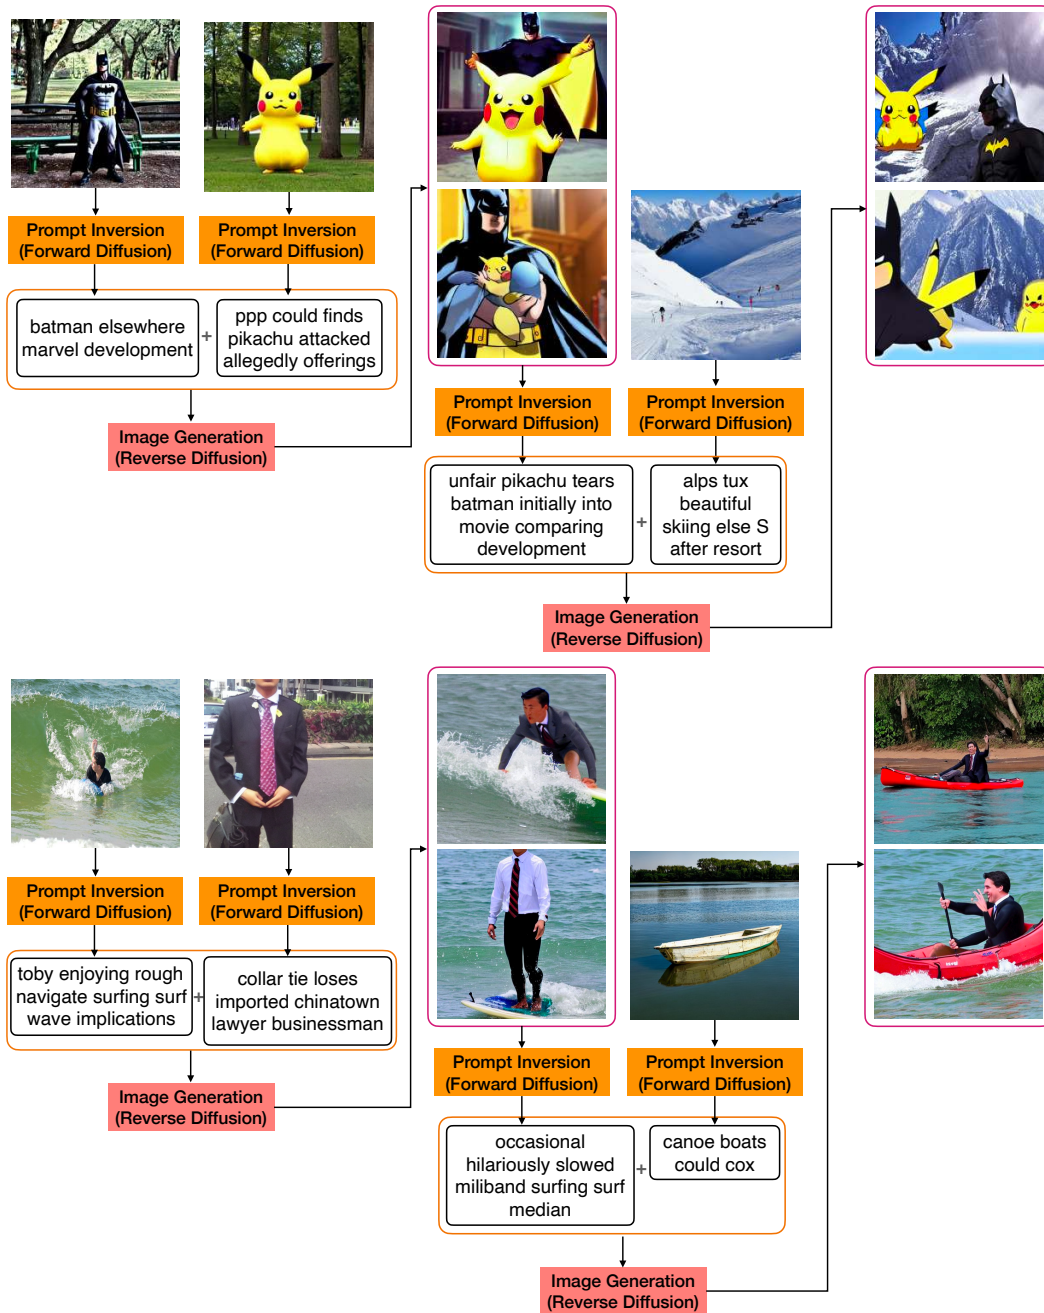 Prompt Inversion
(Forward Diffusion)
Prompt Inversion
(Forward Diffusion)
batman elsewhere
marvel development
+
ppp could finds
pikachu attacked
allegedly offerings
Image Generation
(Reverse Diffusion)
Prompt Inversion
(Forward Diffusion)
Prompt Inversion
(Forward Diffusion)
unfair pikachu tears
batman initially into
movie comparing
development
+
alps tux
beautiful
skiing else S
after resort
Image Generation
(Reverse Diffusion)
Prompt Inversion
(Forward Diffusion)
Prompt Inversion
(Forward Diffusion)
toby enjoying rough
navigate surfing surf
wave implications
+
collar tie loses
imported chinatown
lawyer businessman
Image Generation
(Reverse Diffusion)
Prompt Inversion
(Forward Diffusion)
Prompt Inversion
(Forward Diffusion)
occasional
hilariously slowed
miliband surfing surf
median
+
canoe boats
could cox
Image Generation
(Reverse Diffusion)